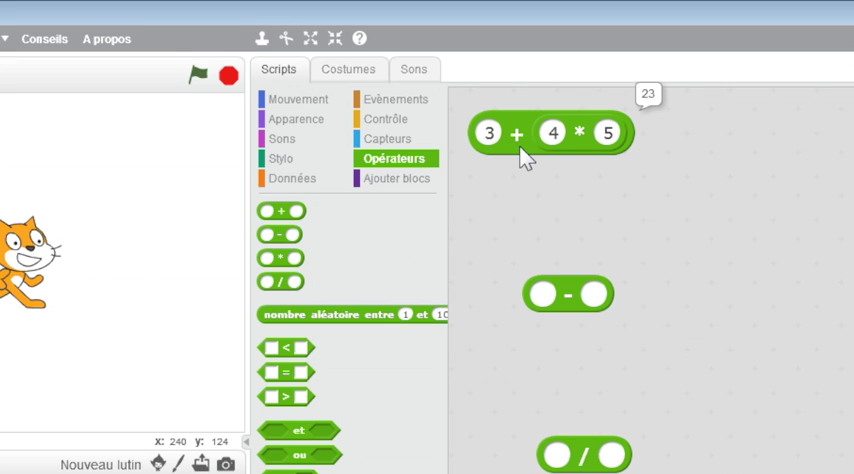 Conseils A propos
Scripts Costumes Sons
Mouvement Evènements
Apparence Contrôle
Sons Capteurs
Stylo Opérateurs
Données Ajouter blocs
+
-
*
/
nombre aléatoire entre 1 et 10
<
=
>
et
ou
23
3 + 4 * 5
-
/
x: 240 y: 124
Nouveau lutin